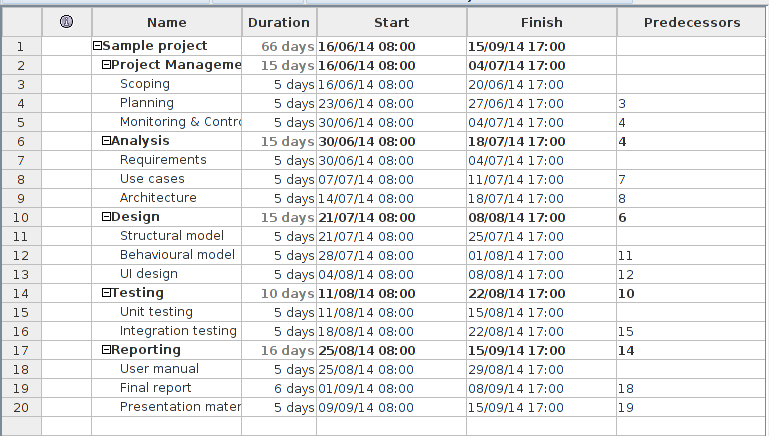 Name Duration Start Finish Predecessors
1 Sample project 66 days 16/06/14 08:00 15/09/14 17:00
2 Project Manageme 15 days 16/06/14 08:00 04/07/14 17:00
3 Scoping 5 days 16/06/14 08:00 20/06/14 17:00
4 Planning 5 days 23/06/14 08:00 27/06/14 17:00 3
5 Monitoring & Contro 5 days 30/06/14 08:00 04/07/14 17:00 4
6 Analysis 15 days 30/06/14 08:00 18/07/14 17:00 4
7 Requirements 5 days 30/06/14 08:00 04/07/14 17:00
8 Use cases 5 days 07/07/14 08:00 11/07/14 17:00 7
9 Architecture 5 days 14/07/14 08:00 18/07/14 17:00 8
10 Design 15 days 21/07/14 08:00 08/08/14 17:00 6
11 Structural model 5 days 21/07/14 08:00 25/07/14 17:00
12 Behavioural model 5 days 28/07/14 08:00 01/08/14 17:00 11
13 UI design 5 days 04/08/14 08:00 08/08/14 17:00 12
14 Testing 10 days 11/08/14 08:00 22/08/14 17:00 10
15 Unit testing 5 days 11/08/14 08:00 15/08/14 17:00
16 Integration testing 5 days 18/08/14 08:00 22/08/14 17:00 15
17 Reporting 16 days 25/08/14 08:00 15/09/14 17:00 14
18 User manual 5 days 25/08/14 08:00 29/08/14 17:00
19 Final report 6 days 01/09/14 08:00 08/09/14 17:00 18
20 Presentation mater 5 days 09/09/14 08:00 15/09/14 17:00 19